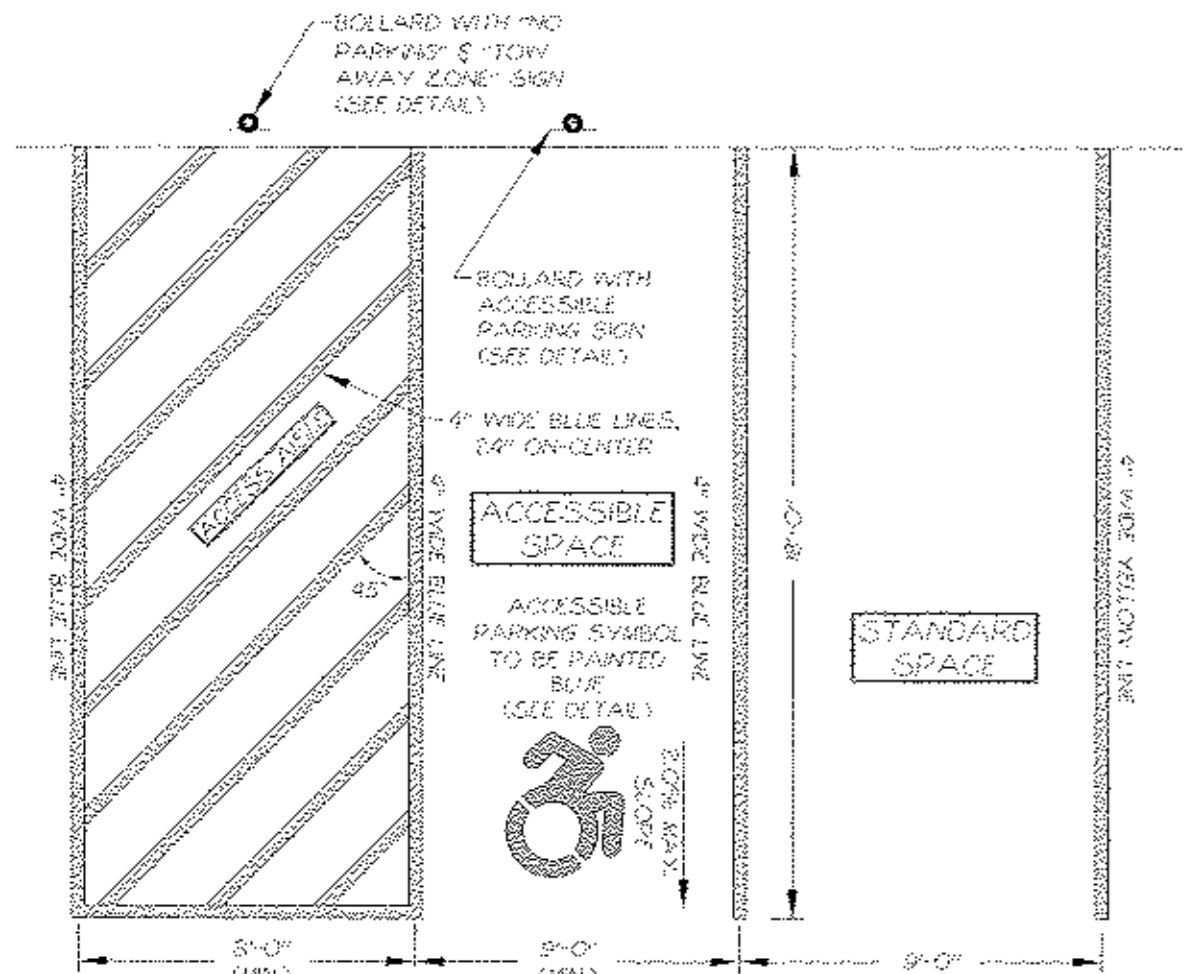 BOLLARD WITH "NO
PARKING" & "TOW
AWAY ZONE" SIGN
(SEE DETAIL)
BOLLARD WITH
ACCESSIBLE
PARKING SIGN
(SEE DETAIL)
4" WIDE BLUE LINES,
24" ON-CENTER
ACCESS AISLE
45°
4" WIDE BLUE LINE
4" WIDE BLUE LINE
ACCESSIBLE
SPACE
ACCESSIBLE
PARKING SYMBOL
TO BE PAINTED
BLUE
(SEE DETAIL)
4" WIDE BLUE LINE
2.0% MAX.
SLOPE
18'-0"
STANDARD
SPACE
4" WIDE YELLOW LINE
8'-0"
(MIN.)
9'-0"
(MIN.)
9'-0"